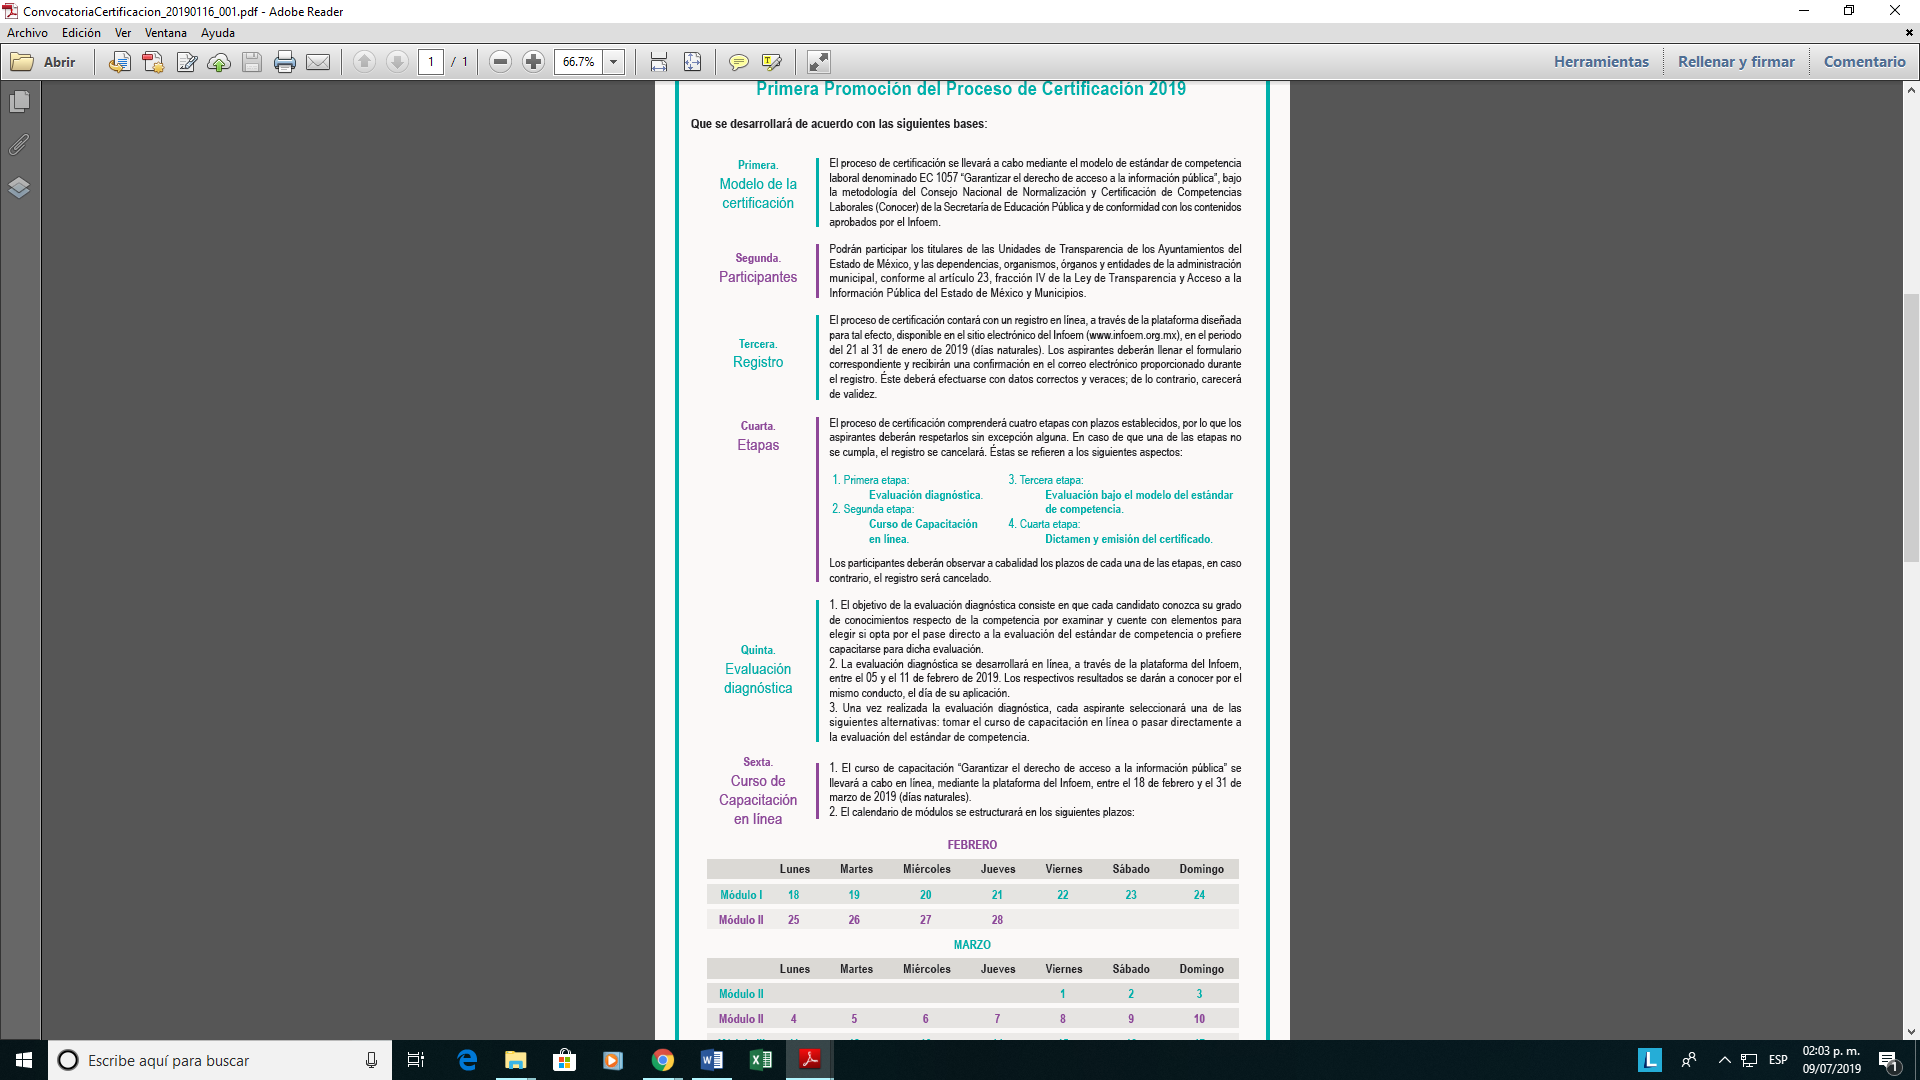 ConvocatoriaCertificacion_20190116_001.pdf - Adobe Reader
Archivo Edición Ver Ventana Ayuda
Abrir 1 / 1 66.7% Herramientas Rellenar y firmar Comentario
Primera Promoción del Proceso de Certificación 2019
Que se desarrollará de acuerdo con las siguientes bases:
Primera.
Modelo de la
certificación
El proceso de certificación se llevará a cabo mediante el modelo de estándar de competencia
laboral denominado EC 1057 “Garantizar el derecho de acceso a la información pública”, bajo
la metodología del Consejo Nacional de Normalización y Certificación de Competencias
Laborales (Conocer) de la Secretaría de Educación Pública y de conformidad con los contenidos
aprobados por el Infoem.
Segunda.
Participantes
Podrán participar los titulares de las Unidades de Transparencia de los Ayuntamientos del
Estado de México, y las dependencias, organismos, órganos y entidades de la administración
municipal, conforme al artículo 23, fracción IV de la Ley de Transparencia y Acceso a la
Información Pública del Estado de México y Municipios.
Tercera.
Registro
El proceso de certificación contará con un registro en línea, a través de la plataforma diseñada
para tal efecto, disponible en el sitio electrónico del Infoem (www.infoem.org.mx), en el periodo
del 21 al 31 de enero de 2019 (días naturales). Los aspirantes deberán llenar el formulario
correspondiente y recibirán una confirmación en el correo electrónico proporcionado durante
el registro. Éste deberá efectuarse con datos correctos y veraces; de lo contrario, carecerá
de validez.
Cuarta.
Etapas
El proceso de certificación comprenderá cuatro etapas con plazos establecidos, por lo que los
aspirantes deberán respetarlos sin excepción alguna. En caso de que una de las etapas no
se cumpla, el registro se cancelará. Éstas se refieren a los siguientes aspectos:
1. Primera etapa:
Evaluación diagnóstica.
2. Segunda etapa:
Curso de Capacitación
en línea.
3. Tercera etapa:
Evaluación bajo el modelo del estándar
de competencia.
4. Cuarta etapa:
Dictamen y emisión del certificado.
Los participantes deberán observar a cabalidad los plazos de cada una de las etapas, en caso
contrario, el registro será cancelado.
Quinta.
Evaluación
diagnóstica
1. El objetivo de la evaluación diagnóstica consiste en que cada candidato conozca su grado
de conocimientos respecto de la competencia por examinar y cuente con elementos para
elegir si opta por el pase directo a la evaluación del estándar de competencia o prefiere
capacitarse para dicha evaluación.
2. La evaluación diagnóstica se desarrollará en línea, a través de la plataforma del Infoem,
entre el 05 y el 11 de febrero de 2019. Los respectivos resultados se darán a conocer por el
mismo conducto, el día de su aplicación.
3. Una vez realizada la evaluación diagnóstica, cada aspirante seleccionará una de las
siguientes alternativas: tomar el curso de capacitación en línea o pasar directamente a
la evaluación del estándar de competencia.
Sexta.
Curso de
Capacitación
en línea
1. El curso de capacitación “Garantizar el derecho de acceso a la información pública” se
llevará a cabo en línea, mediante la plataforma del Infoem, entre el 18 de febrero y el 31 de
marzo de 2019 (días naturales).
2. El calendario de módulos se estructurará en los siguientes plazos:
FEBRERO
Lunes Martes Miércoles Jueves Viernes Sábado Domingo
Módulo I 18 19 20 21 22 23 24
Módulo II 25 26 27 28
MARZO
Lunes Martes Miércoles Jueves Viernes Sábado Domingo
Módulo II 1 2 3
Módulo II 4 5 6 7 8 9 10
Escribe aquí para buscar
ESP
02:03 p. m.
09/07/2019
1